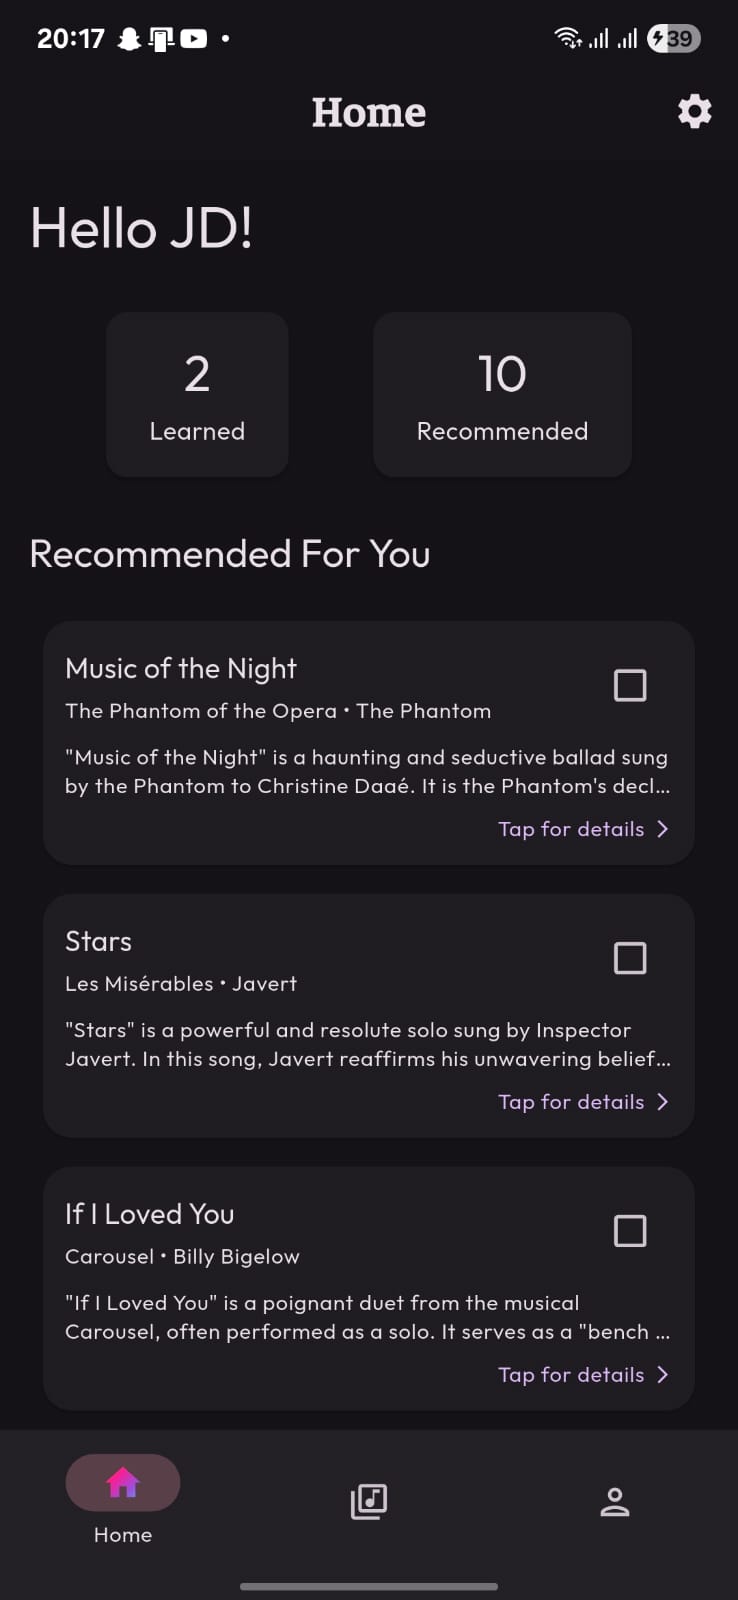 20:17
39
Home
Hello JD!
2
Learned
10
Recommended
Recommended For You
Music of the Night
The Phantom of the Opera • The Phantom
"Music of the Night" is a haunting and seductive ballad sung
by the Phantom to Christine Daaé. It is the Phantom's decl...
Tap for details
Stars
Les Misérables • Javert
"Stars" is a powerful and resolute solo sung by Inspector
Javert. In this song, Javert reaffirms his unwavering belief...
Tap for details
If I Loved You
Carousel • Billy Bigelow
"If I Loved You" is a poignant duet from the musical
Carousel, often performed as a solo. It serves as a "bench ...
Tap for details
Home